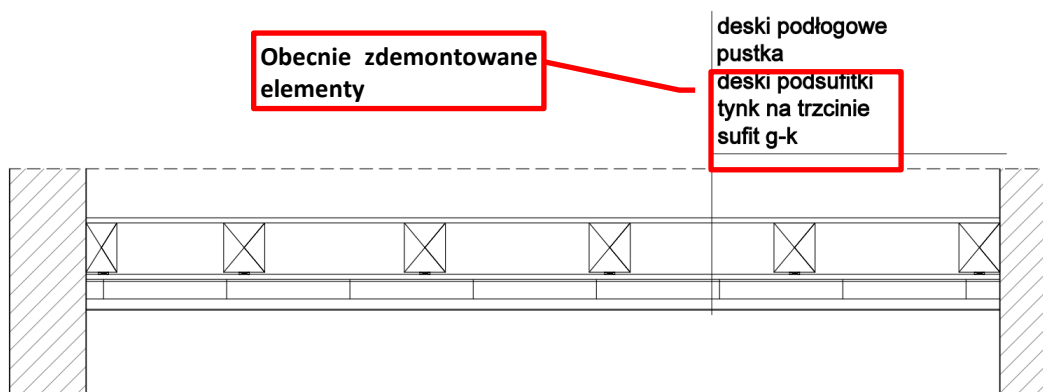 Obecnie zdemontowane
elementy
deski podłogowe
pustka
deski podsufitki
tynk na trzcinie
sufit g-k